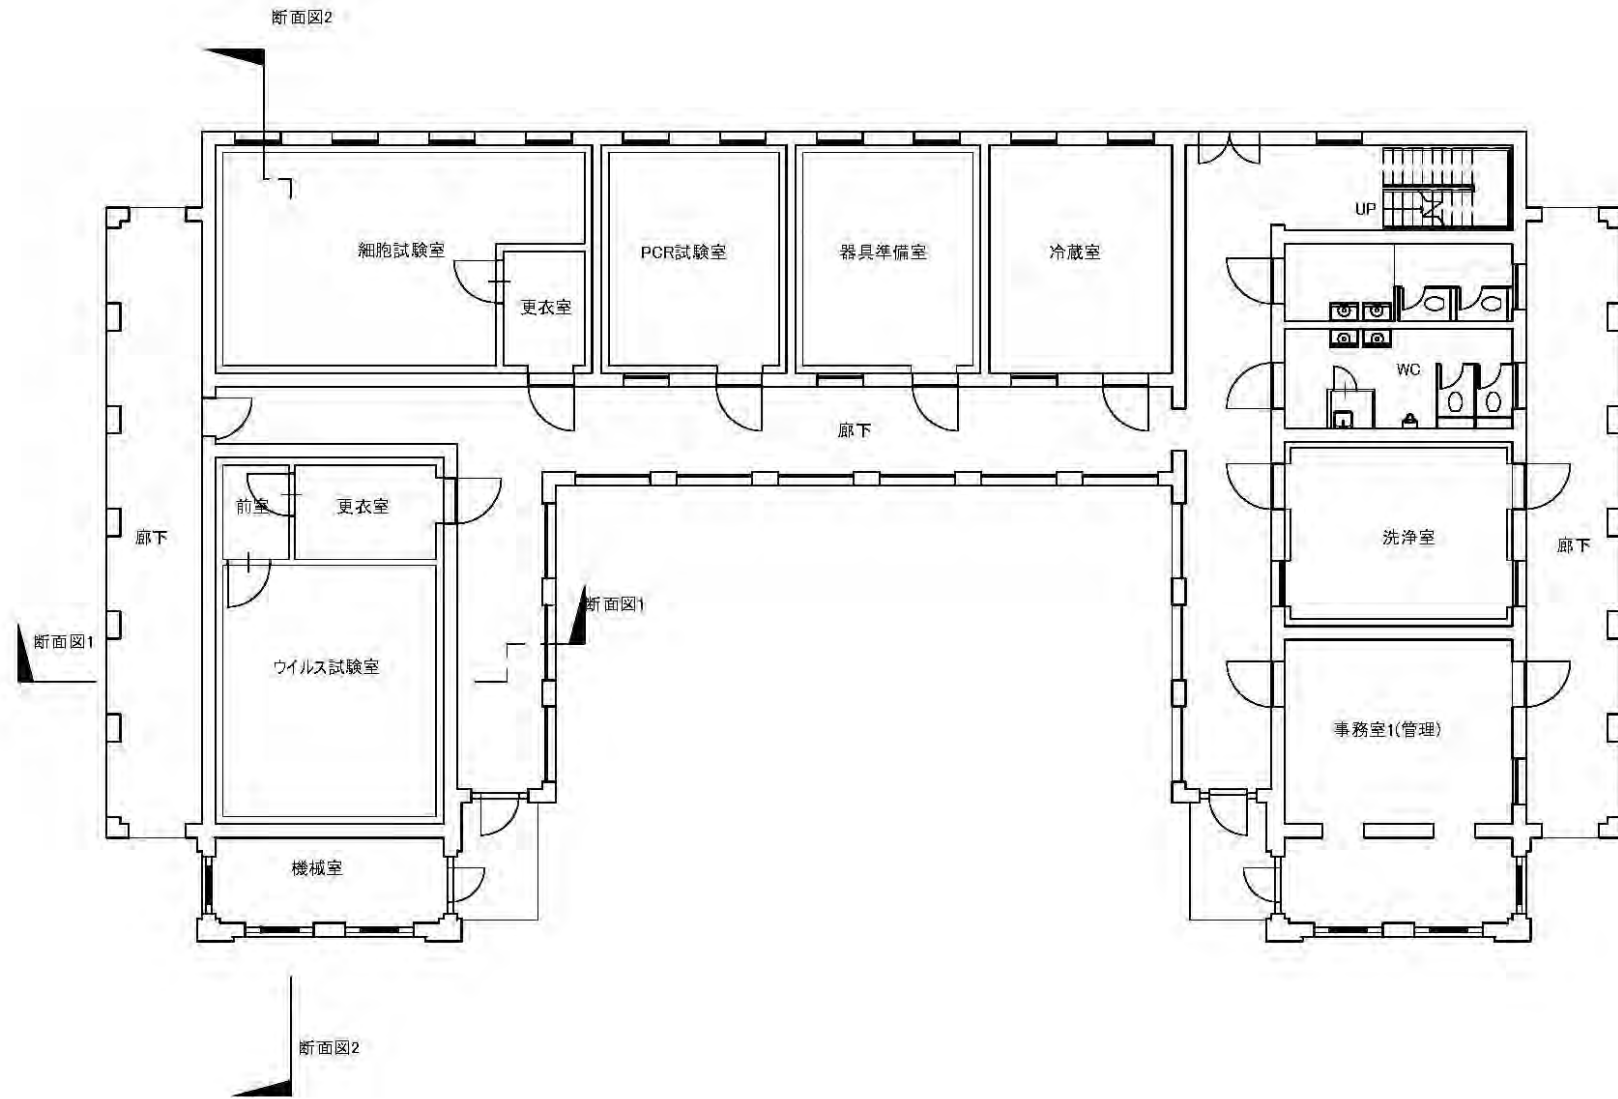 断面図2
UP
細胞試験室
PCR試験室
器具準備室
冷蔵室
更衣室
WC
廊下
前室
更衣室
廊下
洗浄室
廊下
断面図1
断面図1
ウイルス試験室
事務室1(管理)
機械室
断面図2